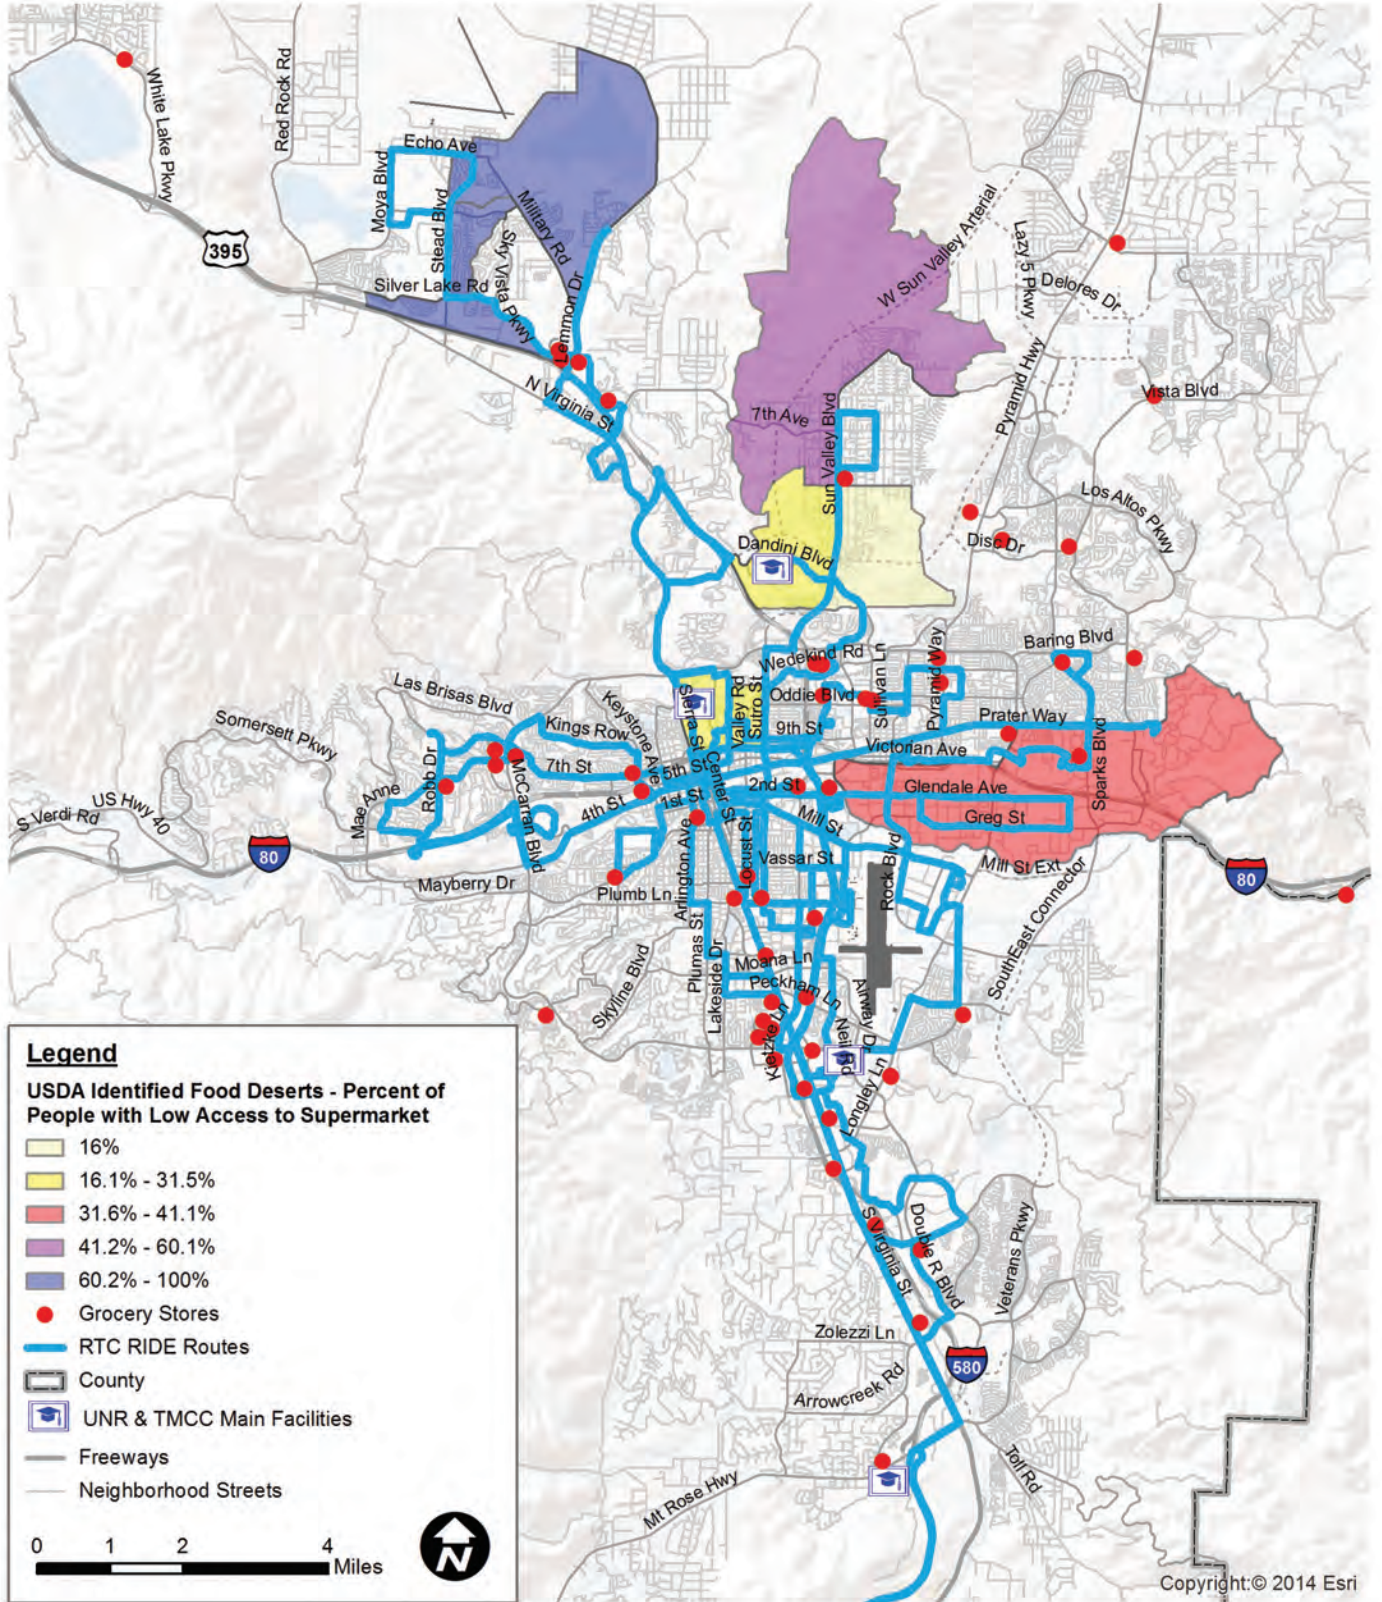 White Lake Pkwy
Red Rock Rd
Echo Ave
Moya Blvd
Stead Blvd
Military Rd
Sky Vista Pkwy
395
Silver Lake Rd
Lemmon Dr
N Virginia St
W Sun Valley Arterial
Lazy 5 Pkwy
Delores Dr
Pyramid Hwy
Vista Blvd
7th Ave
Sun Valley Blvd
Los Altos Pkwy
Disc Dr
Dandini Blvd
Baring Blvd
Wedekind Rd
Sullivan Ln
Pyramid Way
Las Brisas Blvd
Keystone Ave
Sierra St
Valley Rd
Sutro St
Oddie Blvd
Somersett Pkwy
Kings Row
9th St
Prater Way
Victorian Ave
Robb Dr
7th St
5th St
Center St
Sparks Blvd
Mae Anne
McCarran Blvd
2nd St
Glendale Ave
US Hwy 40
S Verdi Rd
4th St
1st St
Mill St
Greg St
80
Arlington Ave
Locust St
Vassar St
Rock Blvd
Mill St Ext
80
Mayberry Dr
Plumb Ln
SouthEast Connector
Plumas St
Skyline Blvd
Lakeside Dr
Moana Ln
Peckham Ln
Airway Dr
Neil Rd
Kietzke Ln
Longley Ln
S Virginia St
Double R Blvd
Veterans Pkwy
Zolezzi Ln
580
Arrowcreek Rd
Toll Rd
Mt Rose Hwy
Legend
USDA Identified Food Deserts - Percent of
People with Low Access to Supermarket
16%
16.1% - 31.5%
31.6% - 41.1%
41.2% - 60.1%
60.2% - 100%
Grocery Stores
RTC RIDE Routes
County
UNR & TMCC Main Facilities
Freeways
Neighborhood Streets
0 1 2 4
Miles
N
Copyright:© 2014 Esri